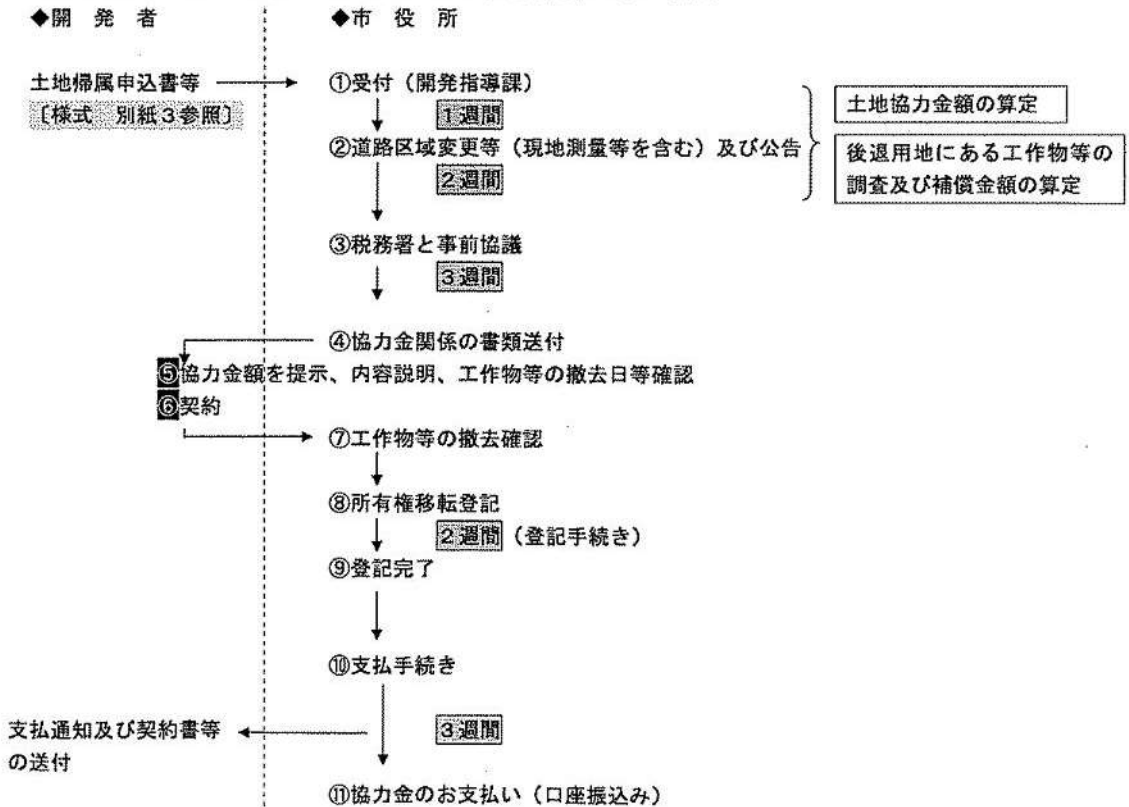 ◆開 発 者
◆市 役 所
土地帰属申込書等
〔様式 別紙3参照〕
①受付（開発指導課）
1週間
②道路区域変更等（現地測量等を含む）及び公告
2週間
土地協力金額の算定
後退用地にある工作物等の
調査及び補償金額の算定
③税務署と事前協議
3週間
④協力金関係の書類送付
⑤協力金額を提示、内容説明、工作物等の撤去日等確認
⑥契約
⑦工作物等の撤去確認
⑧所有権移転登記
2週間（登記手続き）
⑨登記完了
⑩支払手続き
支払通知及び契約書等
の送付
3週間
⑪協力金のお支払い（口座振込み）